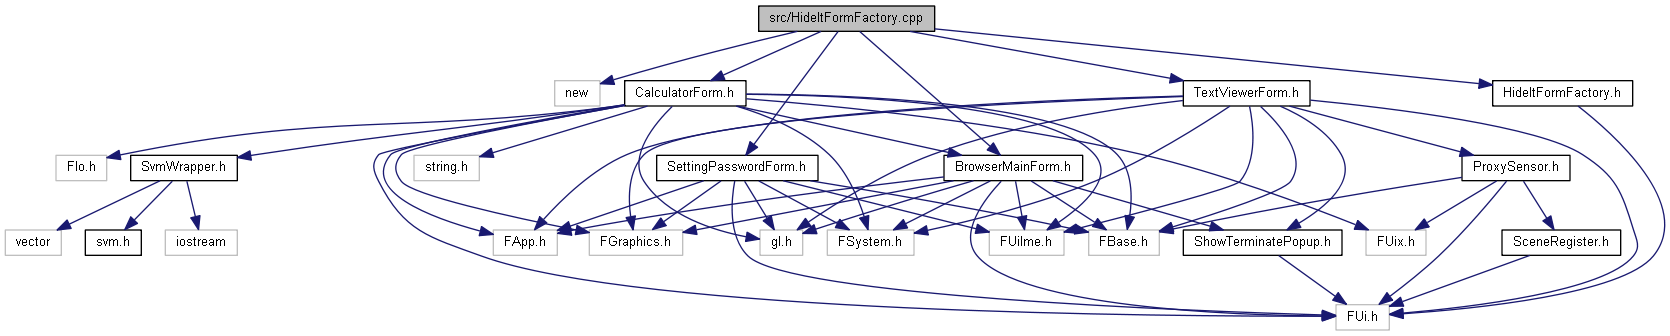 src/HideItFormFactory.cpp
new
CalculatorForm.h
TextViewerForm.h
HideItFormFactory.h
FIo.h
SvmWrapper.h
string.h
SettingPasswordForm.h
BrowserMainForm.h
ProxySensor.h
vector
svm.h
iostream
FApp.h
FGraphics.h
gl.h
FSystem.h
FUiIme.h
FBase.h
ShowTerminatePopup.h
FUix.h
SceneRegister.h
FUi.h